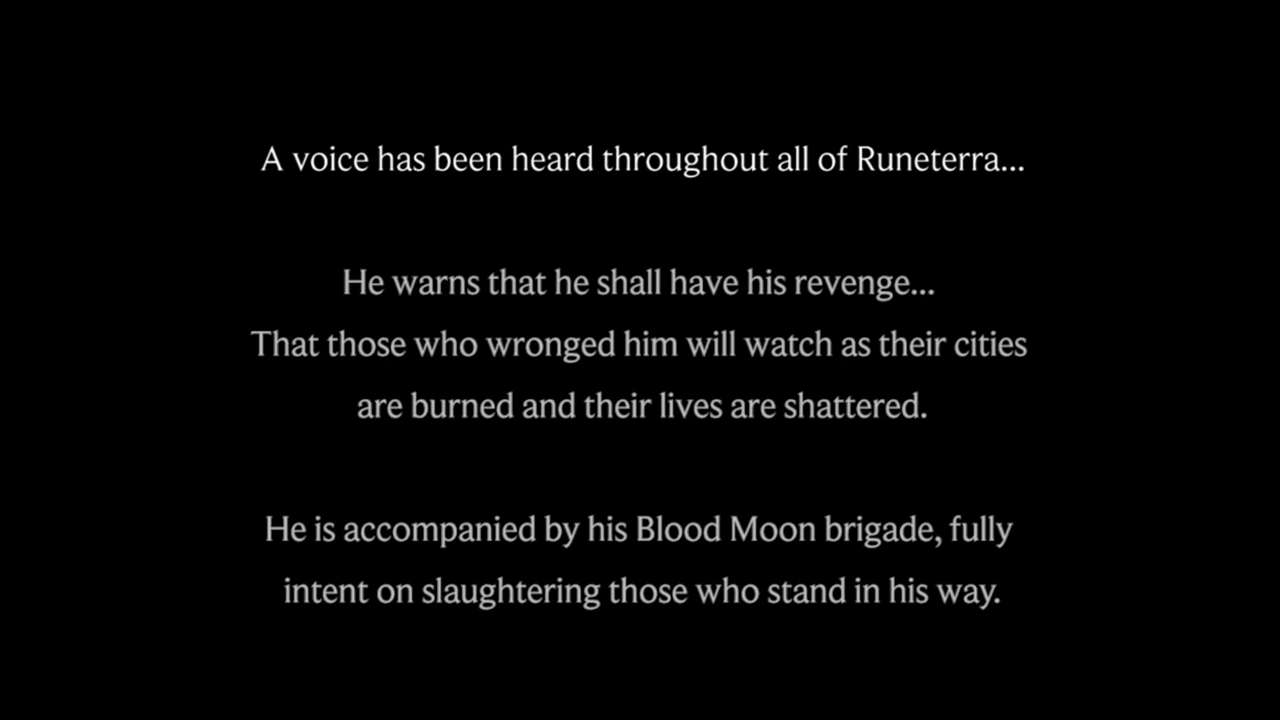 A voice has been heard throughout all of Runeterra...
He warns that he shall have his revenge...
That those who wronged him will watch as their cities
are burned and their lives are shattered.
He is accompanied by his Blood Moon brigade, fully
intent on slaughtering those who stand in his way.